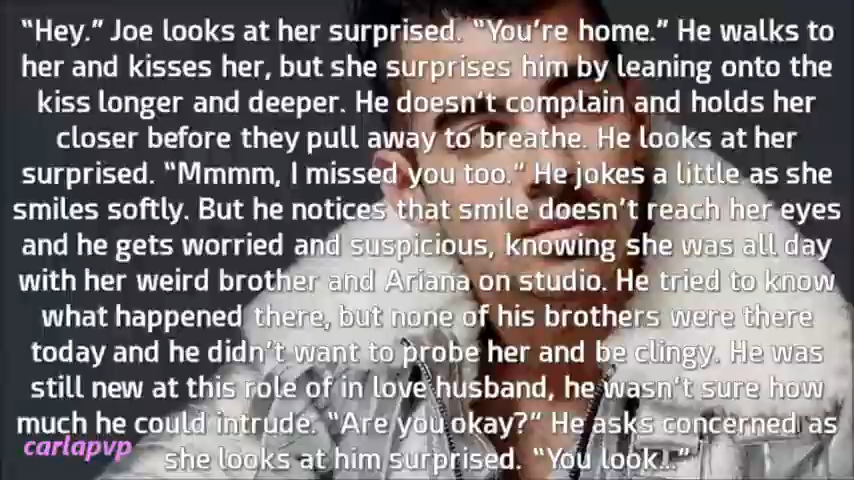 “Hey.” Joe looks at her surprised. “You’re home.” He walks to
her and kisses her, but she surprises him by leaning onto the
kiss longer and deeper. He doesn’t complain and holds her
closer before they pull away to breathe. He looks at her
surprised. “Mmmm, I missed you too.” He jokes a little as she
smiles softly. But he notices that smile doesn’t reach her eyes
and he gets worried and suspicious, knowing she was all day
with her weird brother and Ariana on studio. He tried to know
what happened there, but none of his brothers were there
today and he didn’t want to probe her and be clingy. He was
still new at this role of in love husband, he wasn’t sure how
much he could intrude. “Are you okay?” He asks concerned as
she looks at him surprised. “You look...”
carlapvp